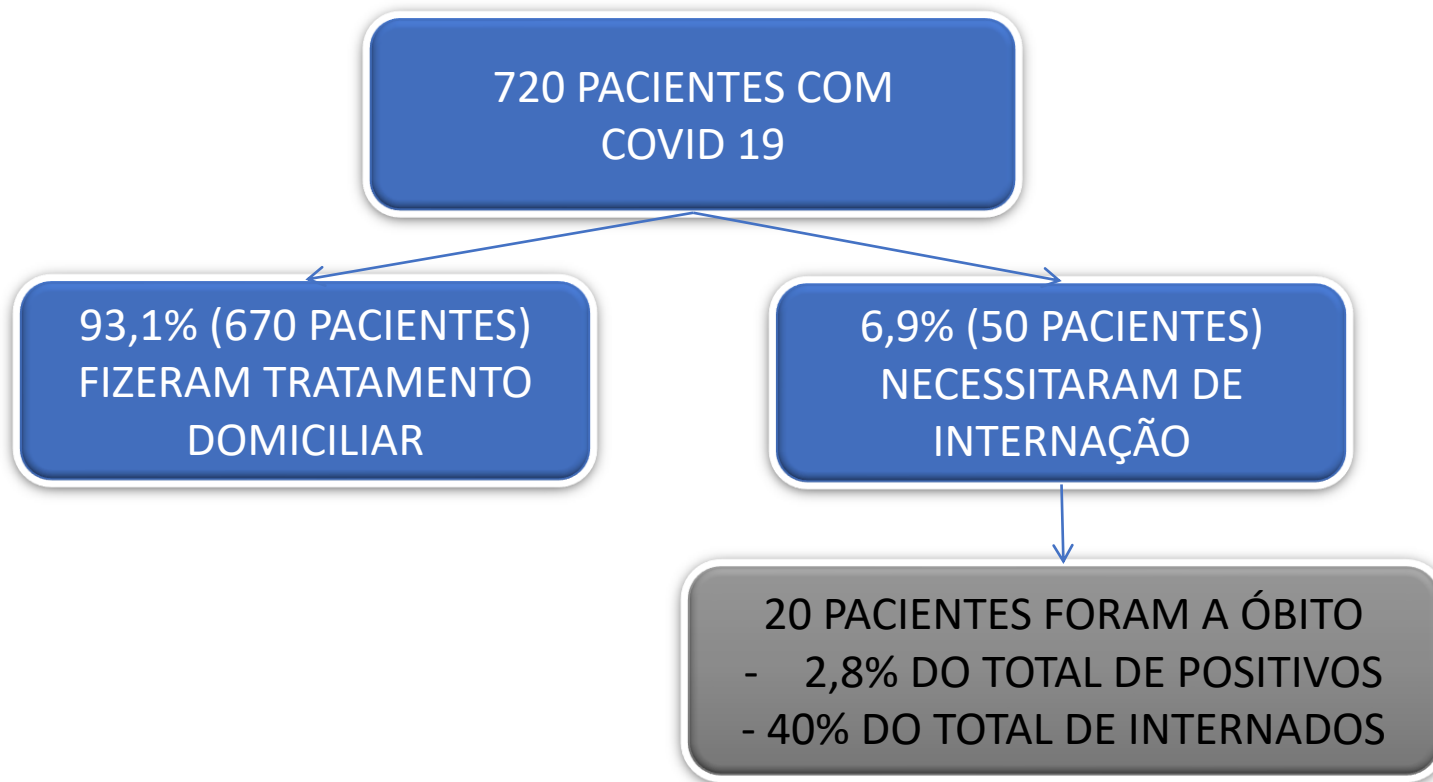 720 PACIENTES COM
COVID 19
93,1% (670 PACIENTES)
FIZERAM TRATAMENTO
DOMICILIAR
6,9% (50 PACIENTES)
NECESSITARAM DE
INTERNAÇÃO
20 PACIENTES FORAM A ÓBITO
- 2,8% DO TOTAL DE POSITIVOS
- 40% DO TOTAL DE INTERNADOS